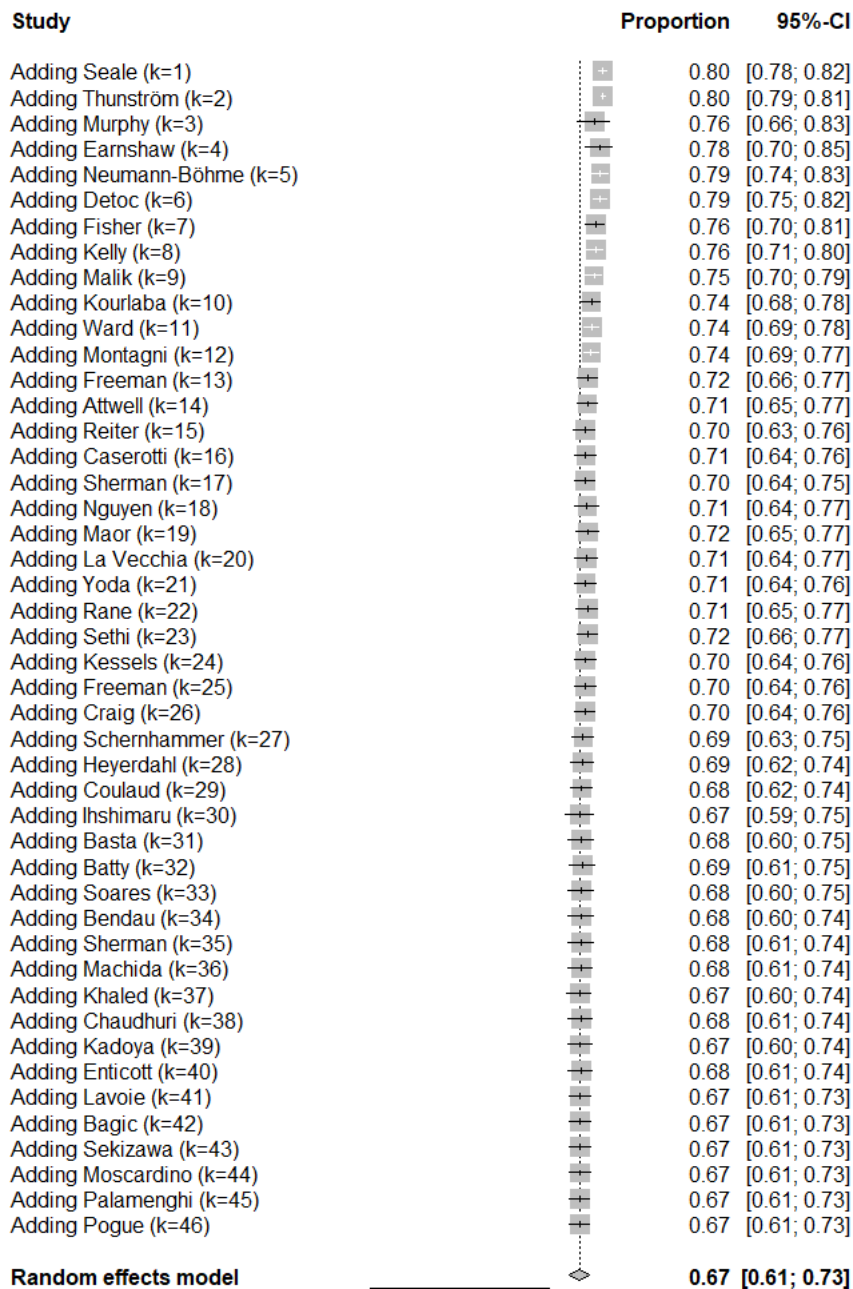 Study Proportion 95%-CI
Adding Seale (k=1) 0.80 [0.78; 0.82]
Adding Thunström (k=2) 0.80 [0.79; 0.81]
Adding Murphy (k=3) 0.76 [0.66; 0.83]
Adding Earnshaw (k=4) 0.78 [0.70; 0.85]
Adding Neumann-Böhme (k=5) 0.79 [0.74; 0.83]
Adding Detoc (k=6) 0.79 [0.75; 0.82]
Adding Fisher (k=7) 0.76 [0.70; 0.81]
Adding Kelly (k=8) 0.76 [0.71; 0.80]
Adding Malik (k=9) 0.75 [0.70; 0.79]
Adding Kourlaba (k=10) 0.74 [0.68; 0.78]
Adding Ward (k=11) 0.74 [0.69; 0.78]
Adding Montagni (k=12) 0.74 [0.69; 0.77]
Adding Freeman (k=13) 0.72 [0.66; 0.77]
Adding Attwell (k=14) 0.71 [0.65; 0.77]
Adding Reiter (k=15) 0.70 [0.63; 0.76]
Adding Caserotti (k=16) 0.71 [0.64; 0.76]
Adding Sherman (k=17) 0.70 [0.64; 0.75]
Adding Nguyen (k=18) 0.71 [0.64; 0.77]
Adding Maor (k=19) 0.72 [0.65; 0.77]
Adding La Vecchia (k=20) 0.71 [0.64; 0.77]
Adding Yoda (k=21) 0.71 [0.64; 0.76]
Adding Rane (k=22) 0.71 [0.65; 0.77]
Adding Sethi (k=23) 0.72 [0.66; 0.77]
Adding Kessels (k=24) 0.70 [0.64; 0.76]
Adding Freeman (k=25) 0.70 [0.64; 0.76]
Adding Craig (k=26) 0.70 [0.64; 0.76]
Adding Schernhammer (k=27) 0.69 [0.63; 0.75]
Adding Heyerdahl (k=28) 0.69 [0.62; 0.74]
Adding Coulaud (k=29) 0.68 [0.62; 0.74]
Adding Ihshimaru (k=30) 0.67 [0.59; 0.75]
Adding Basta (k=31) 0.68 [0.60; 0.75]
Adding Batty (k=32) 0.69 [0.61; 0.75]
Adding Soares (k=33) 0.68 [0.60; 0.75]
Adding Bendau (k=34) 0.68 [0.60; 0.74]
Adding Sherman (k=35) 0.68 [0.61; 0.74]
Adding Machida (k=36) 0.68 [0.61; 0.74]
Adding Khaled (k=37) 0.67 [0.60; 0.74]
Adding Chaudhuri (k=38) 0.68 [0.61; 0.74]
Adding Kadoya (k=39) 0.67 [0.60; 0.74]
Adding Enticott (k=40) 0.68 [0.61; 0.74]
Adding Lavoie (k=41) 0.67 [0.61; 0.73]
Adding Bagic (k=42) 0.67 [0.61; 0.73]
Adding Sekizawa (k=43) 0.67 [0.61; 0.73]
Adding Moscardino (k=44) 0.67 [0.61; 0.73]
Adding Palamenghi (k=45) 0.67 [0.61; 0.73]
Adding Pogue (k=46) 0.67 [0.61; 0.73]
Random effects model 0.67 [0.61; 0.73]